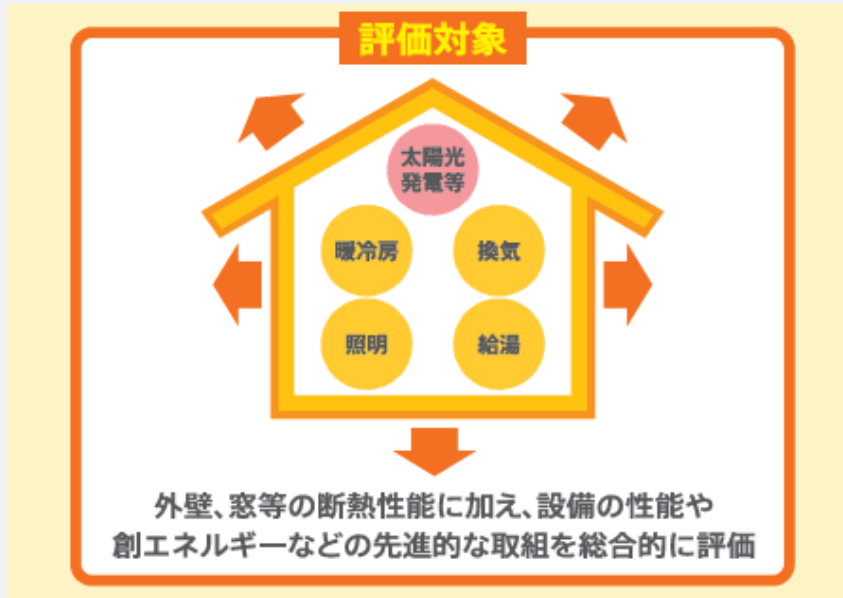 評価対象
太陽光
発電等
暖冷房
換気
照明
給湯
外壁、窓等の断熱性能に加え、設備の性能や
創エネルギーなどの先進的な取組を総合的に評価